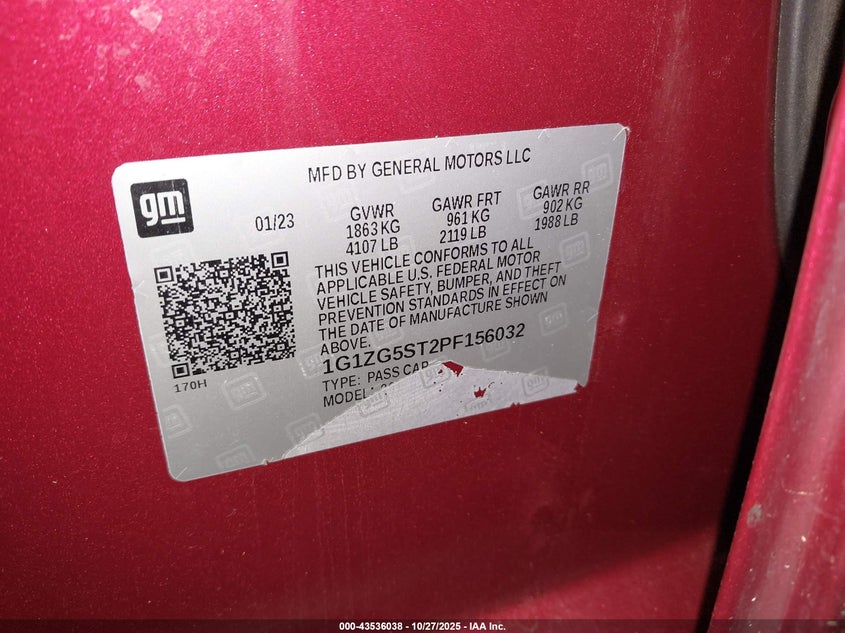 MFD BY GENERAL MOTORS LLC
gm
01/23
GVWR
1863 KG
4107 LB
GAWR FRT
961 KG
2119 LB
GAWR RR
902 KG
1988 LB
THIS VEHICLE CONFORMS TO ALL
APPLICABLE U.S. FEDERAL MOTOR
VEHICLE SAFETY, BUMPER, AND THEFT
PREVENTION STANDARDS IN EFFECT ON
THE DATE OF MANUFACTURE SHOWN
ABOVE.
1G1ZG5ST2PF156032
TYPE: PASS CAR
MODEL:
170H
000-43536038 - 10/27/2025 - IAA Inc.